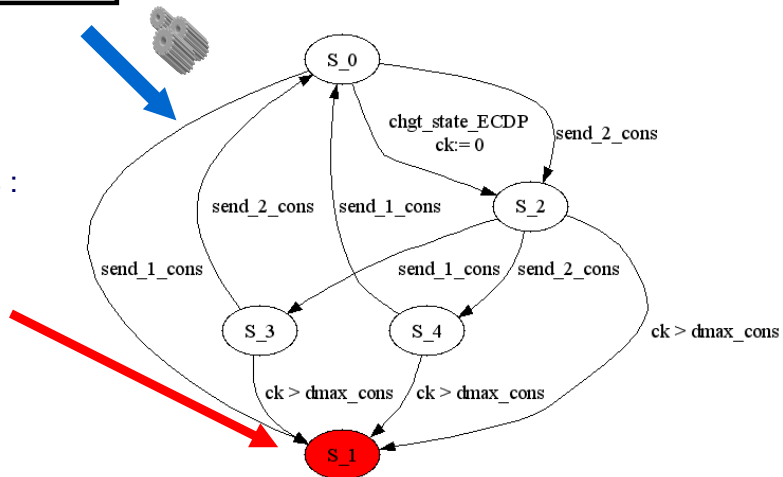 S_0
chgt_state_ECDP
ck:= 0
send_2_cons
:
S_2
send_2_cons
send_1_cons
send_1_cons
send_1_cons
send_2_cons
S_3
S_4
ck > dmax_cons
ck > dmax_cons
ck > dmax_cons
S_1